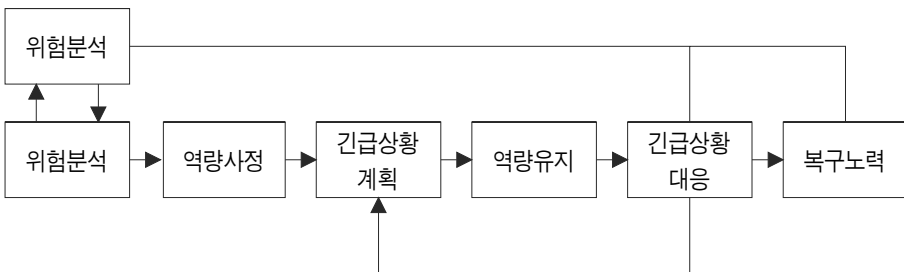 위험분석
위험분석
역량사정
긴급상황
계획
역량유지
긴급상황
대응
복구노력